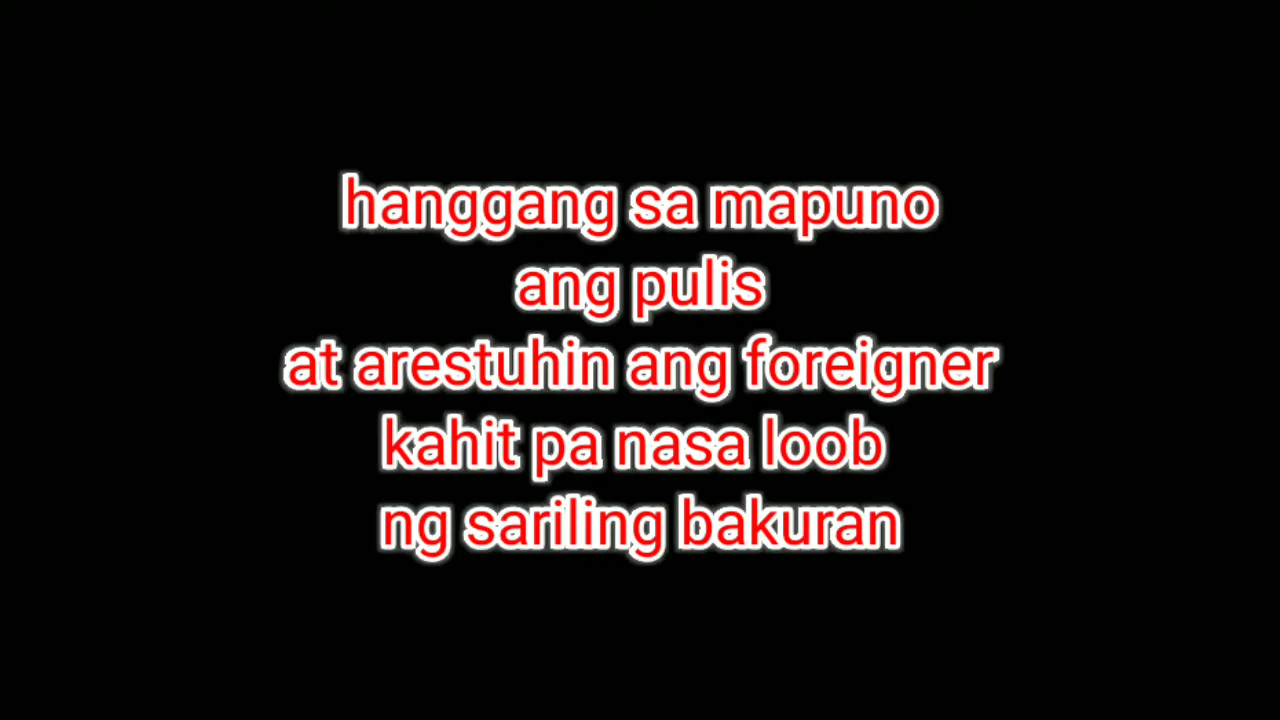 hanggang sa mapuno
ang pulis
at arestuhin ang foreigner
kahit pa nasa loob
ng sariling bakuran